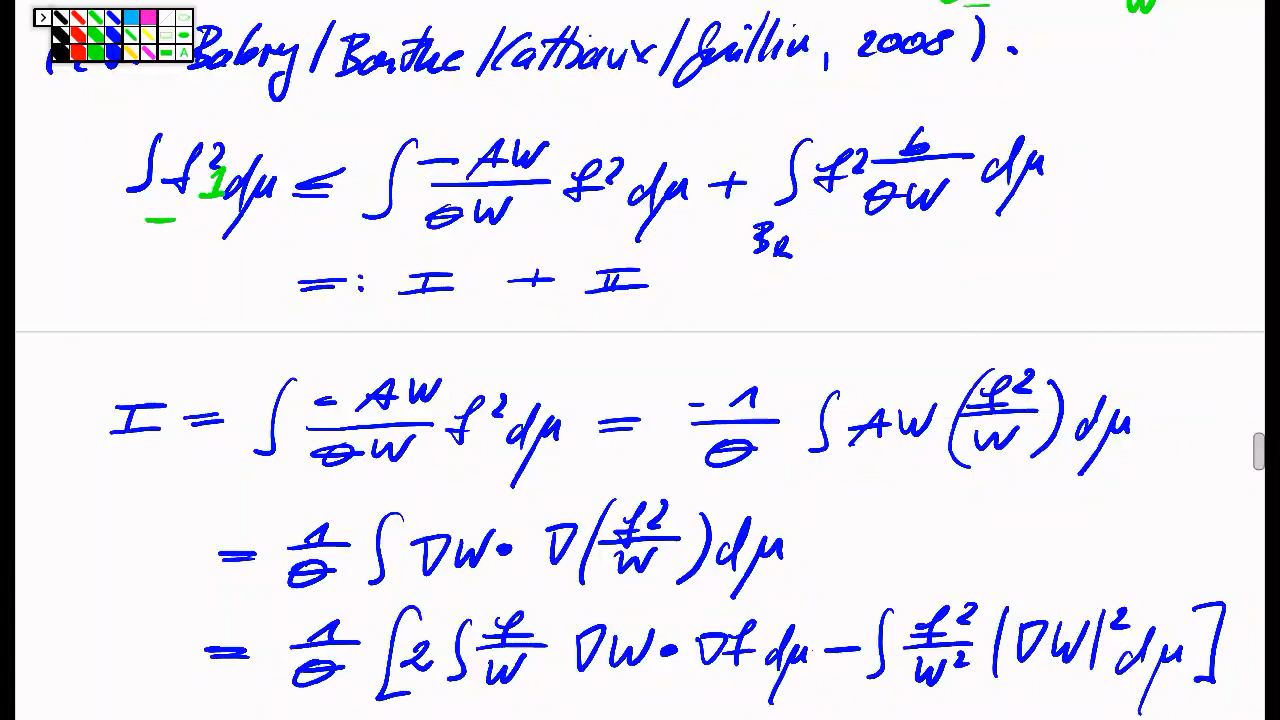 Bakry / Barthe / Cattiaux / Guillin, 2008 ).
∫ f² 1 dμ ≤ ∫ -AW/θW f² dμ + ∫_{B_R} f² b/θW dμ
=: I + II
I = ∫ -AW/θW f² dμ = -1/θ ∫ AW (f²/W) dμ
= 1/θ ∫ ∇W • ∇(f²/W) dμ
= 1/θ [2 ∫ f/W ∇W • ∇f dμ - ∫ f²/W² |∇W|² dμ]